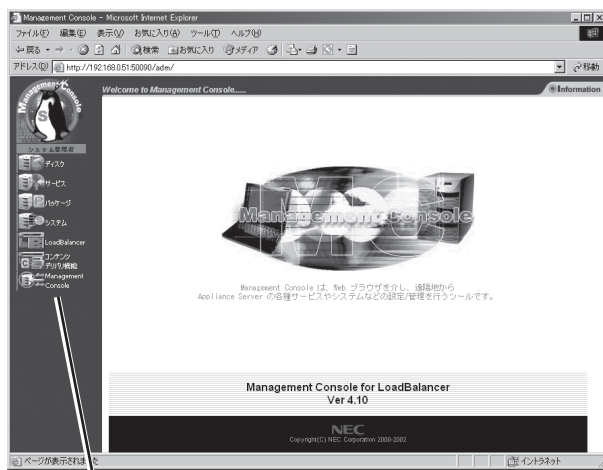 Management Console - Microsoft Internet Explorer
ファイル(F) 編集(E) 表示(V) お気に入り(A) ツール(T) ヘルプ(H)
戻る 検索 お気に入り メディア
アドレス(D) http://192.168.0.51:50090/adm/ 移動
Management Console
S
Welcome to Management Console......
Information
システム管理者
ディスク
サービス
パッケージ
システム
LoadBalancer
コンテンツ
デリバリ機能
Management
Console
MC
Management Console
Management Console は、Web ブラウザを介し、遠隔地から
Appliance Server の各種サービスやシステムなどの設定/管理を行うツールです。
Management Console for LoadBalancer
Ver 4.10
NEC
Copyright(C) NEC Corporation 2000-2002
ページが表示されました
イントラネット